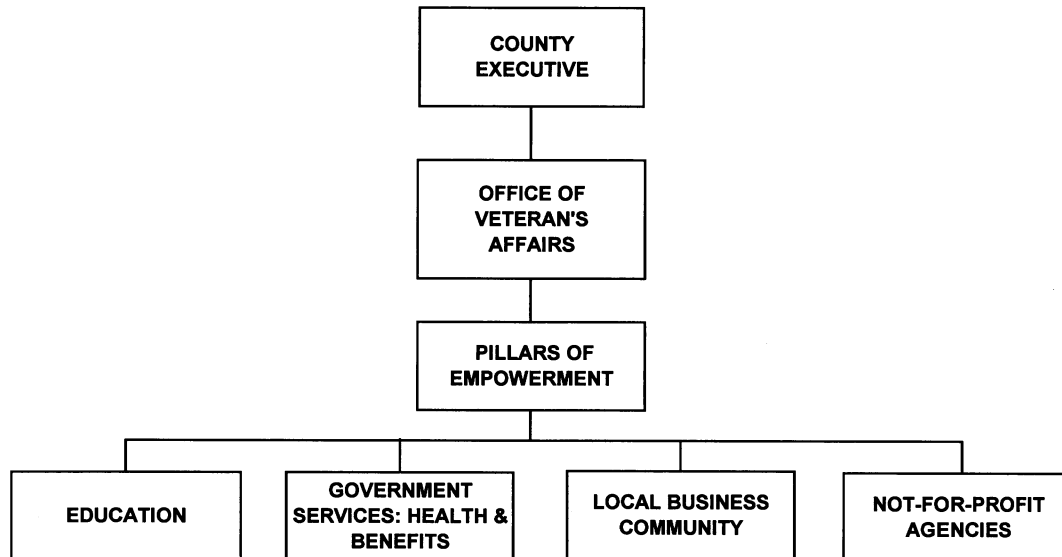 COUNTY
EXECUTIVE
OFFICE OF
VETERAN'S
AFFAIRS
PILLARS OF
EMPOWERMENT
EDUCATION
GOVERNMENT
SERVICES: HEALTH &
BENEFITS
LOCAL BUSINESS
COMMUNITY
NOT-FOR-PROFIT
AGENCIES